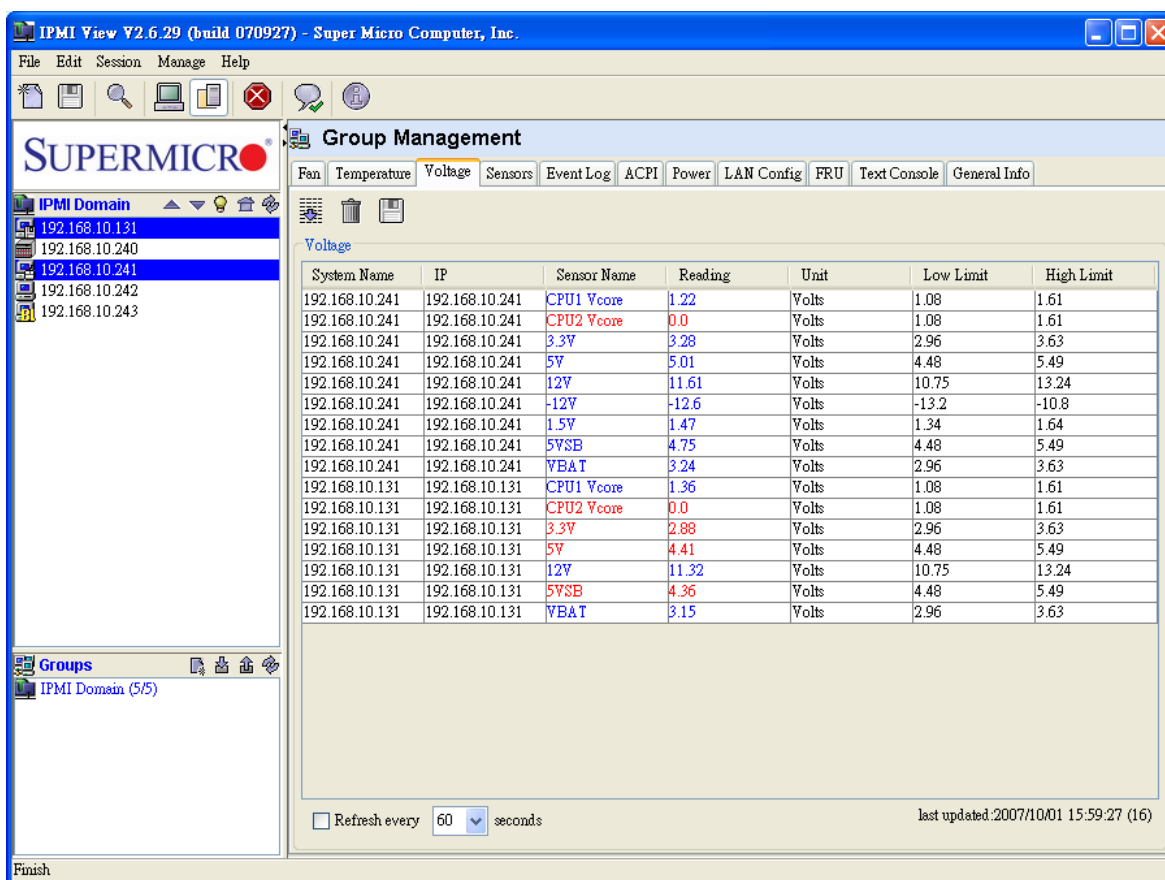 IPMI View V2.6.29 (build 070927) - Super Micro Computer, Inc.
File Edit Session Manage Help
SUPERMICRO®
Group Management
Fan Temperature Voltage Sensors Event Log ACPI Power LAN Config FRU Text Console General Info
IPMI Domain
192.168.10.131
192.168.10.240
192.168.10.241
192.168.10.242
192.168.10.243
Voltage
System Name IP Sensor Name Reading Unit Low Limit High Limit
192.168.10.241 192.168.10.241 CPU1 Vcore 1.22 Volts 1.08 1.61
192.168.10.241 192.168.10.241 CPU2 Vcore 0.0 Volts 1.08 1.61
192.168.10.241 192.168.10.241 3.3V 3.28 Volts 2.96 3.63
192.168.10.241 192.168.10.241 5V 5.01 Volts 4.48 5.49
192.168.10.241 192.168.10.241 12V 11.61 Volts 10.75 13.24
192.168.10.241 192.168.10.241 -12V -12.6 Volts -13.2 -10.8
192.168.10.241 192.168.10.241 1.5V 1.47 Volts 1.34 1.64
192.168.10.241 192.168.10.241 5VSB 4.75 Volts 4.48 5.49
192.168.10.241 192.168.10.241 VBAT 3.24 Volts 2.96 3.63
192.168.10.131 192.168.10.131 CPU1 Vcore 1.36 Volts 1.08 1.61
192.168.10.131 192.168.10.131 CPU2 Vcore 0.0 Volts 1.08 1.61
192.168.10.131 192.168.10.131 3.3V 2.88 Volts 2.96 3.63
192.168.10.131 192.168.10.131 5V 4.41 Volts 4.48 5.49
192.168.10.131 192.168.10.131 12V 11.32 Volts 10.75 13.24
192.168.10.131 192.168.10.131 5VSB 4.36 Volts 4.48 5.49
192.168.10.131 192.168.10.131 VBAT 3.15 Volts 2.96 3.63
Groups
IPMI Domain (5/5)
Refresh every 60 seconds
last updated:2007/10/01 15:59:27 (16)
Finish